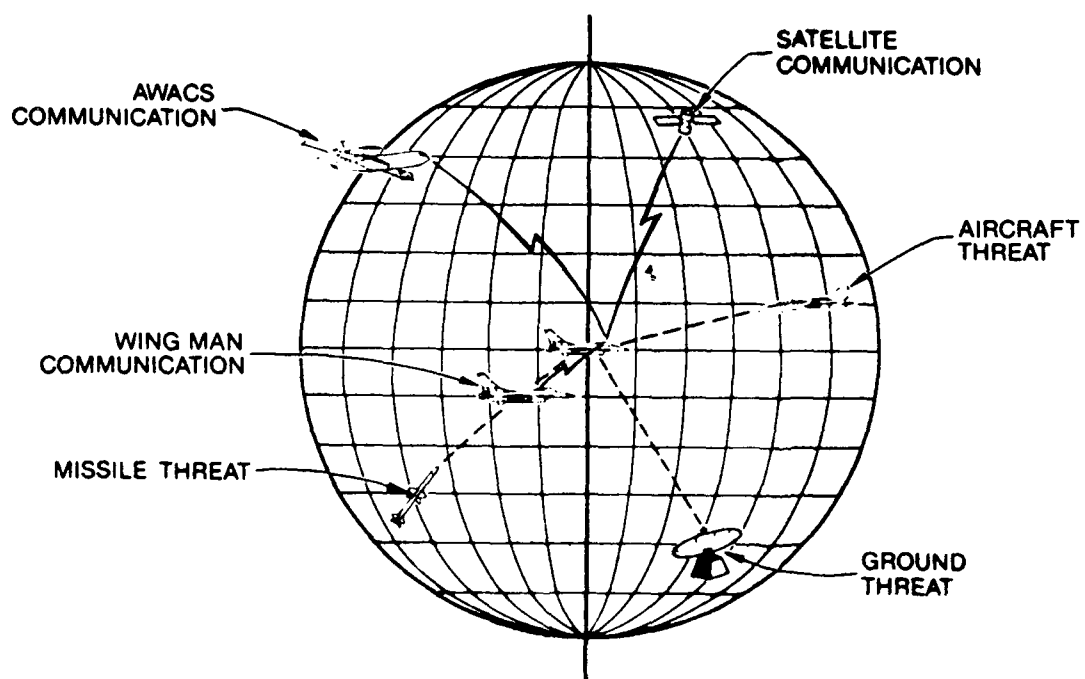 SATELLITE
COMMUNICATION
AWACS
COMMUNICATION
AIRCRAFT
THREAT
WING MAN
COMMUNICATION
MISSILE THREAT
GROUND
THREAT